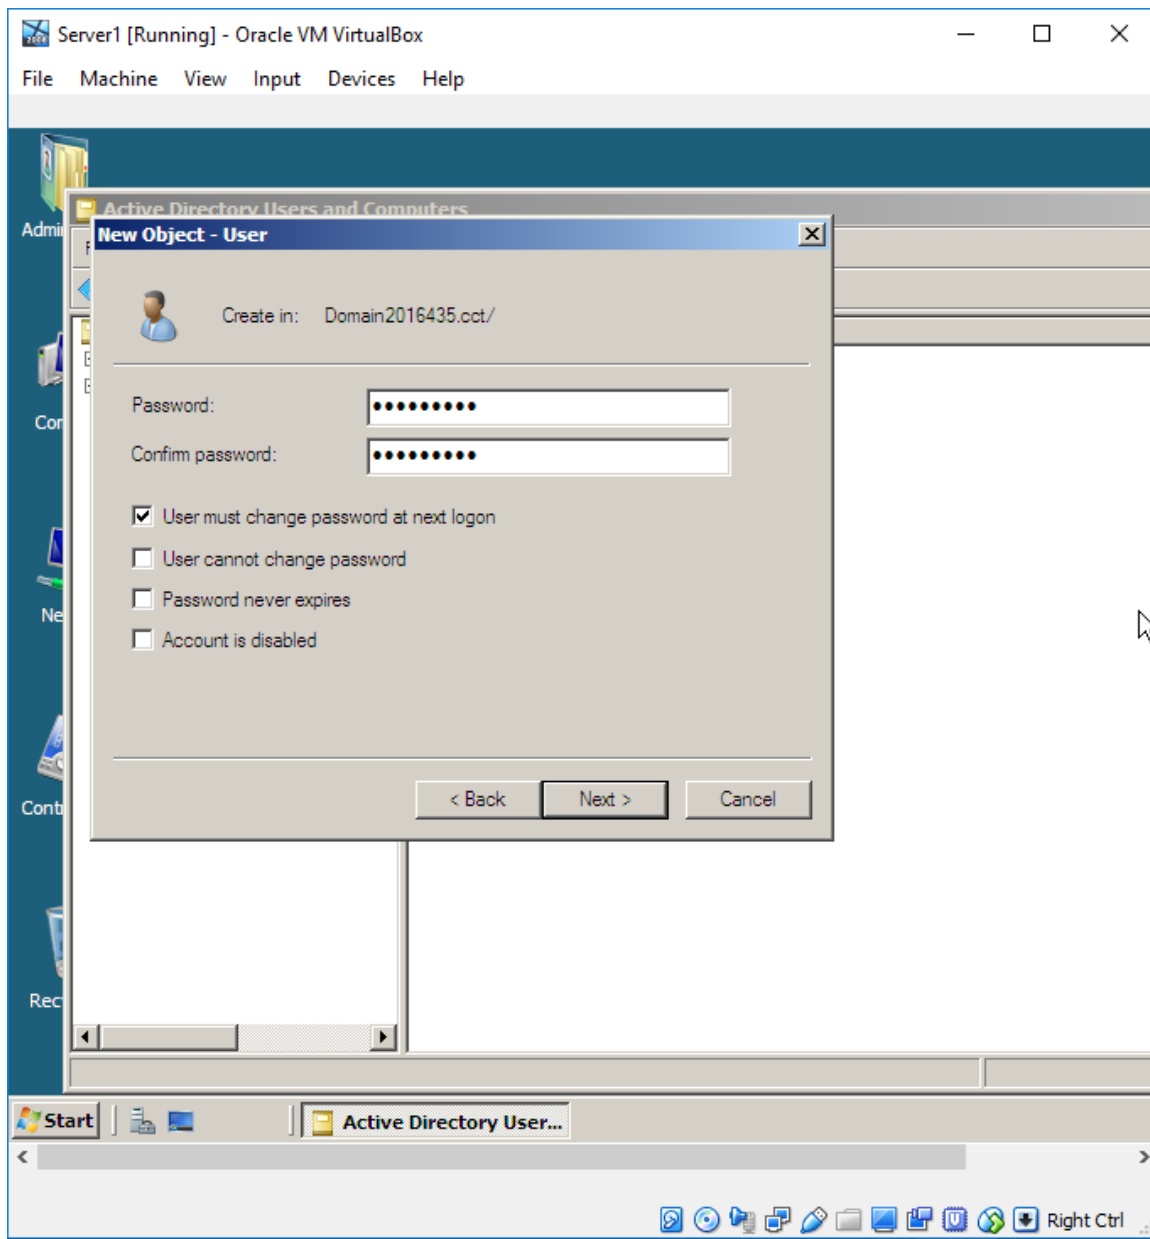 Server1 [Running] - Oracle VM VirtualBox
File Machine View Input Devices Help
Active Directory Users and Computers
New Object - User
Create in: Domain2016435.cct/
Password: •••••••••
Confirm password: •••••••••
User must change password at next logon
User cannot change password
Password never expires
Account is disabled
< Back Next > Cancel
Start Active Directory User...
Right Ctrl